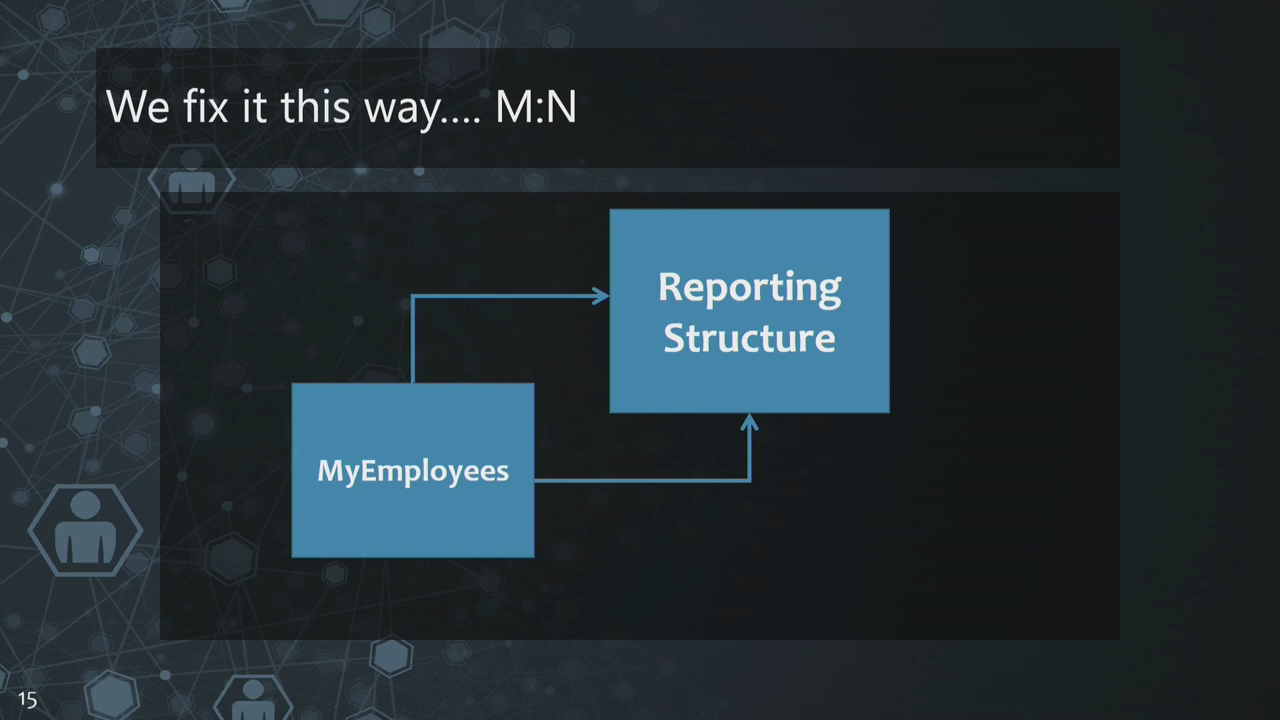 We fix it this way.... M:N
Reporting
Structure
MyEmployees
15